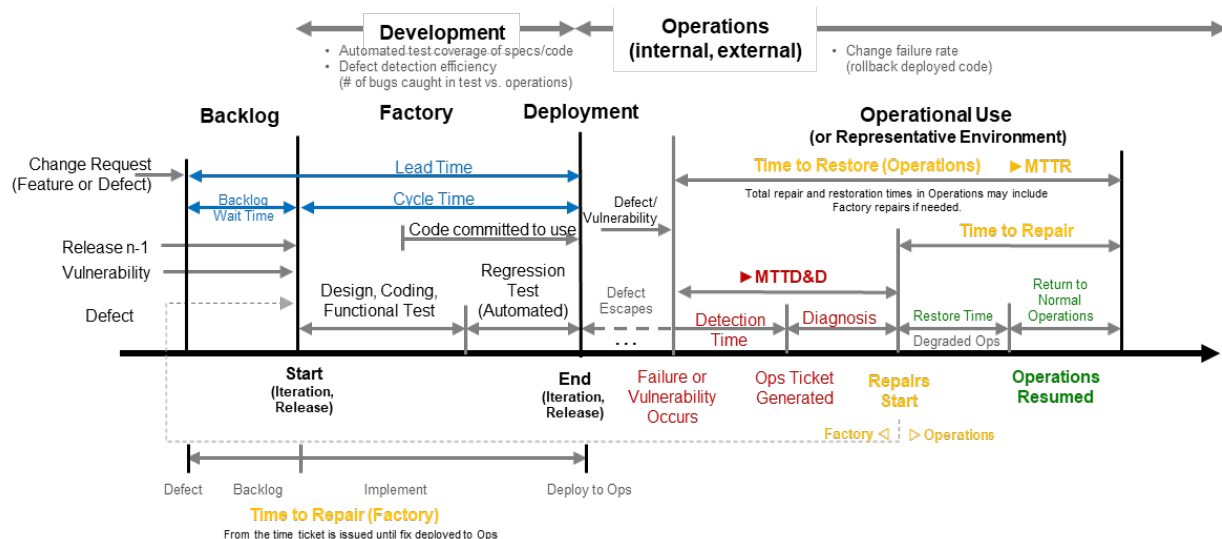 Development
Operations
(internal, external)
• Automated test coverage of specs/code
• Defect detection efficiency
(# of bugs caught in test vs. operations)
• Change failure rate
(rollback deployed code)
Backlog
Factory
Deployment
Operational Use
(or Representative Environment)
Change Request
(Feature or Defect)
Lead Time
Time to Restore (Operations)
►MTTR
Backlog
Wait Time
Cycle Time
Total repair and restoration times in Operations may include
Factory repairs if needed.
Defect/
Vulnerability
Code committed to use
Time to Repair
Release n-1
Vulnerability
Defect
Design, Coding,
Functional Test
Regression
Test
(Automated)
Defect
Escapes
...
►MTTD&D
Detection
Time
Diagnosis
Restore Time
Degraded Ops
Return to
Normal
Operations
Start
(Iteration,
Release)
End
(Iteration,
Release)
Failure or
Vulnerability
Occurs
Ops Ticket
Generated
Repairs
Start
Operations
Resumed
Factory ◁
▷ Operations
Defect
Backlog
Implement
Deploy to Ops
Time to Repair (Factory)
From the time ticket is issued until fix deployed to Ops